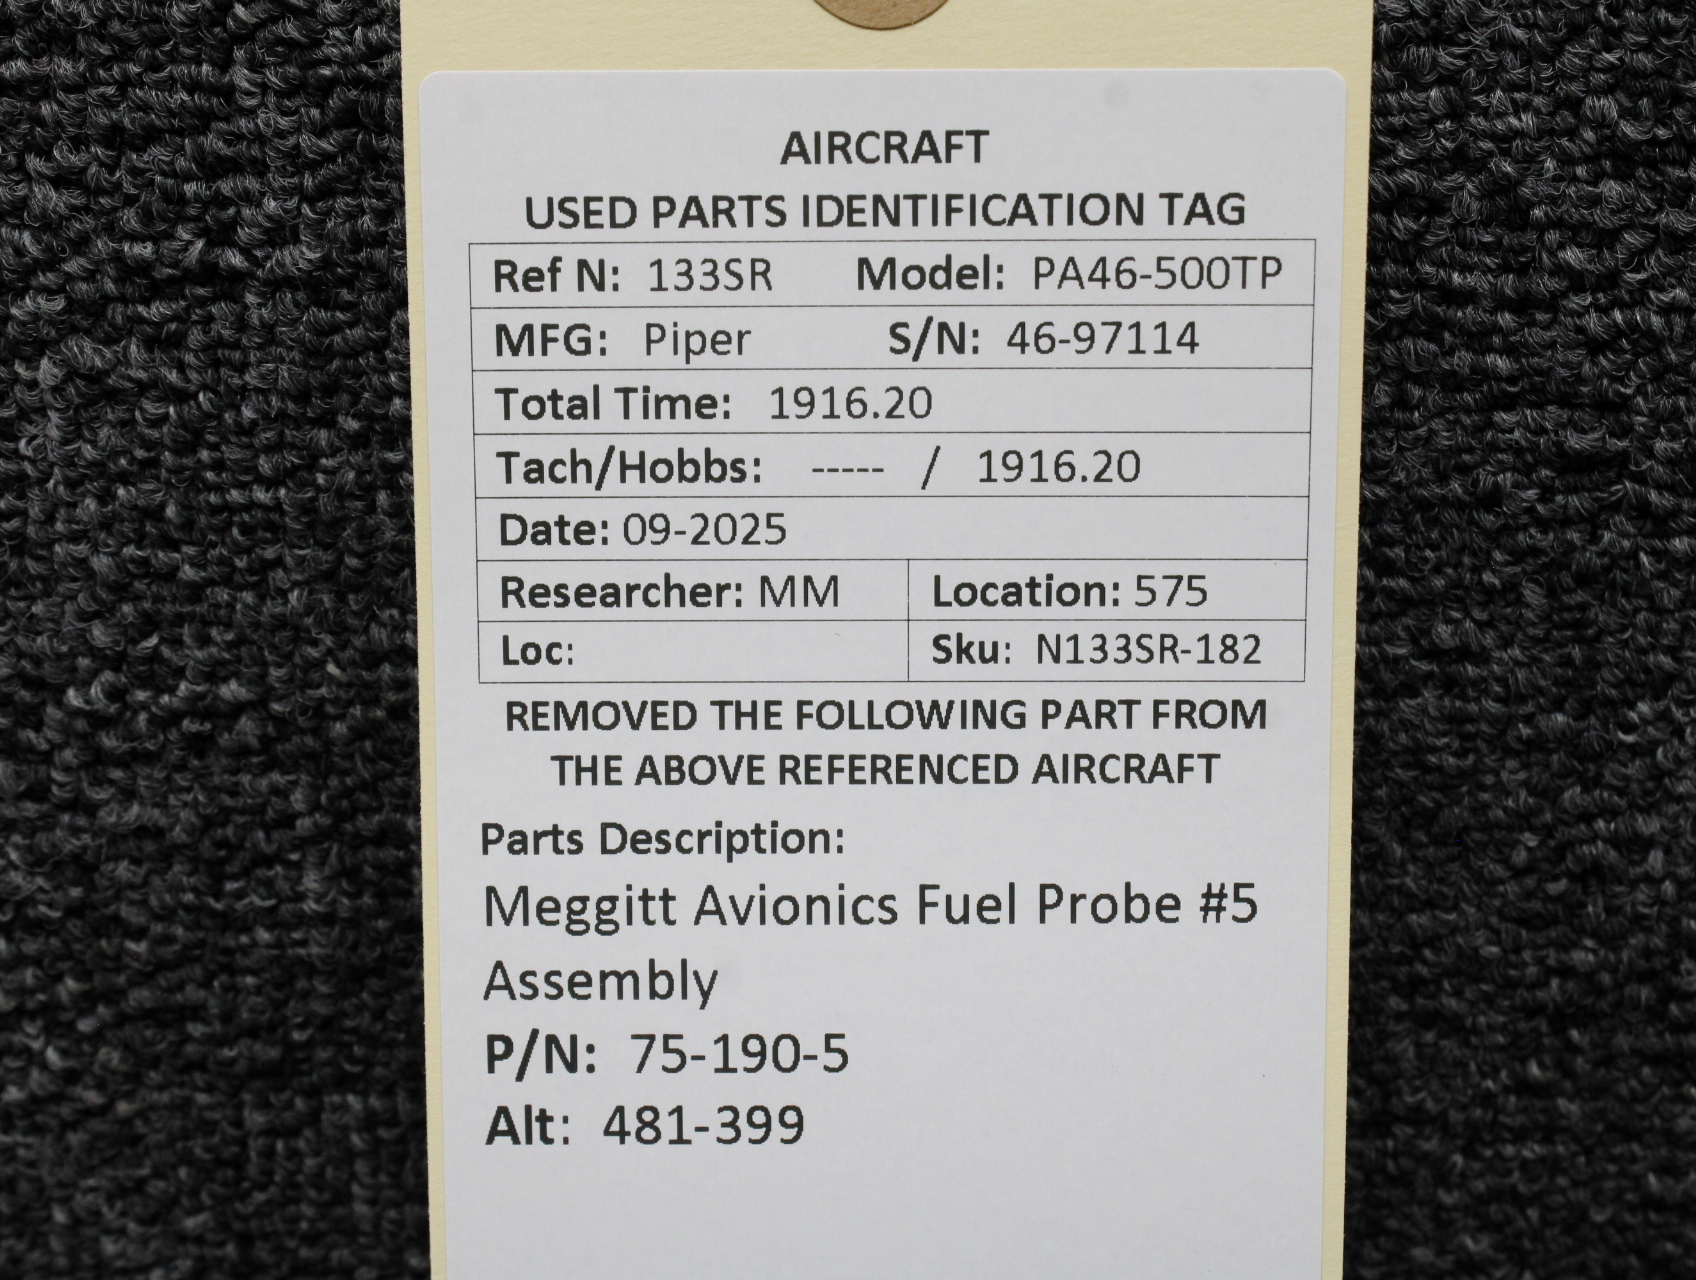 AIRCRAFT
USED PARTS IDENTIFICATION TAG
Ref N: 133SR Model: PA46-500TP
MFG: Piper S/N: 46-97114
Total Time: 1916.20
Tach/Hobbs: ----- / 1916.20
Date: 09-2025
Researcher: MM Location: 575
Loc: Sku: N133SR-182
REMOVED THE FOLLOWING PART FROM
THE ABOVE REFERENCED AIRCRAFT
Parts Description:
Meggitt Avionics Fuel Probe #5
Assembly
P/N: 75-190-5
Alt: 481-399